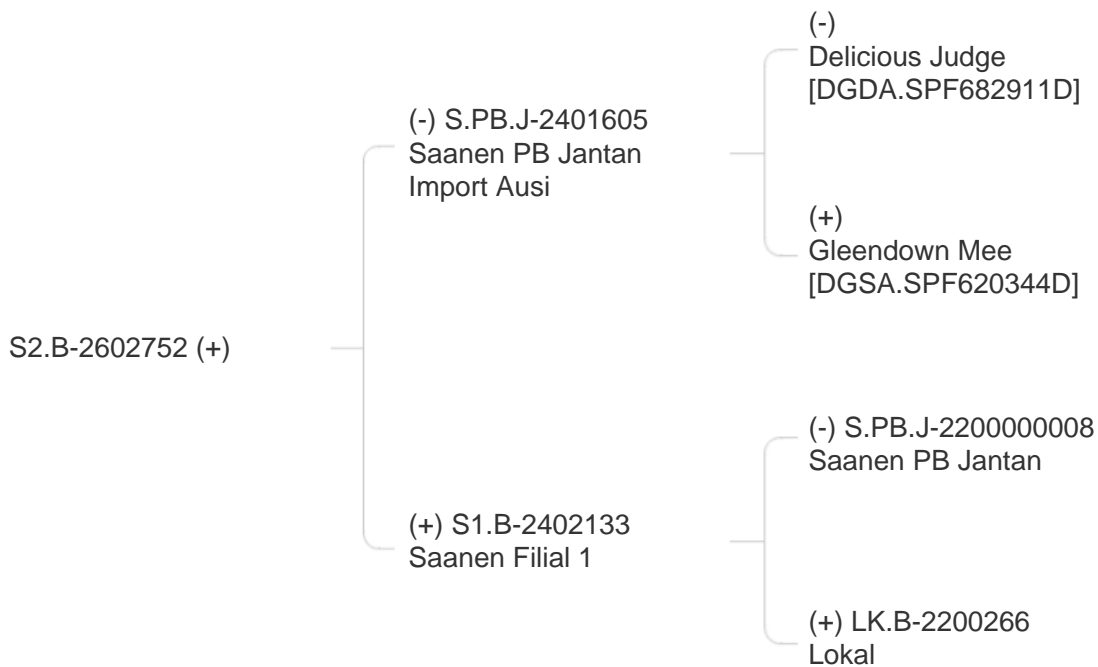 (-)
Delicious Judge
[DGDA.SPF682911D]
(-) S.PB.J-2401605
Saanen PB Jantan
Import Ausi
(+)
Gleendown Mee
[DGSA.SPF620344D]
S2.B-2602752 (+)
(-) S.PB.J-2200000008
Saanen PB Jantan
(+) S1.B-2402133
Saanen Filial 1
(+) LK.B-2200266
Lokal